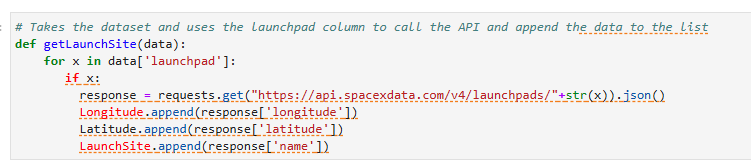 # Takes the dataset and uses the launchpad column to call the API and append the data to the list
def getLaunchSite(data):
    for x in data['launchpad']:
       if x:
         response = requests.get("https://api.spacexdata.com/v4/launchpads/"+str(x)).json()
         Longitude.append(response['longitude'])
         Latitude.append(response['latitude'])
         LaunchSite.append(response['name'])